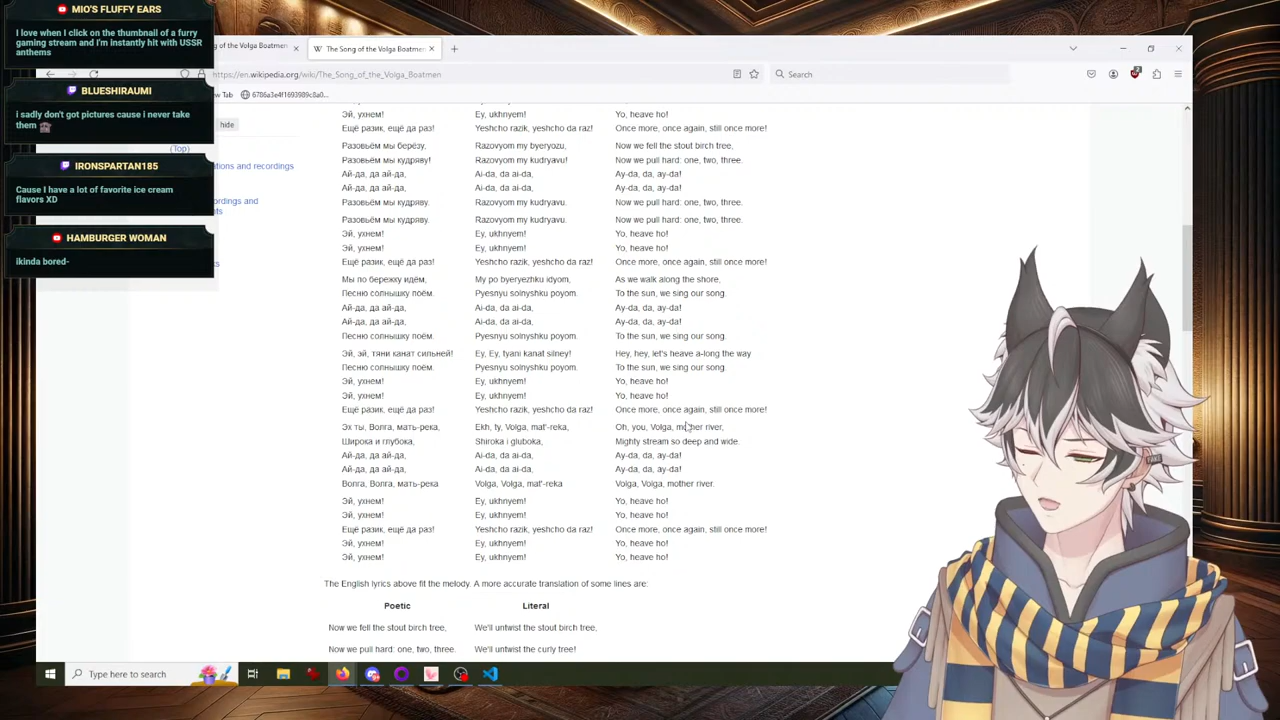 MIO'S FLUFFY EARS
I love when I click on the thumbnail of a furry
gaming stream and I'm instantly hit with USSR
anthems
BLUESHIRAUMI
i sadly don't got pictures cause i never take
them
IRONSPARTAN185
Cause I have a lot of favorite ice cream
flavors XD
HAMBURGER WOMAN
ikinda bored-
g of the Volga Boatmen
The Song of the Volga Boatmen
https://en.wikipedia.org/wiki/The_Song_of_the_Volga_Boatmen
Search
w Tab
6786a3e4f1693989c8a0...
hide
(Top)
ations and recordings
ordings and
ts
ks
Эй, ухнем! Ey, ukhnyem! Yo, heave ho!
Ещё разик, ещё да раз! Yeshcho razik, yeshcho da raz! Once more, once again, still once more!
Разовьём мы берёзу, Razovyom my byeryozu, Now we fell the stout birch tree,
Разовьём мы кудряву! Razovyom my kudryavu! Now we pull hard: one, two, three.
Ай-да, да ай-да, Ai-da, da ai-da, Ay-da, da, ay-da!
Ай-да, да ай-да, Ai-da, da ai-da, Ay-da, da, ay-da!
Разовьём мы кудряву. Razovyom my kudryavu. Now we pull hard: one, two, three.
Разовьём мы кудряву. Razovyom my kudryavu. Now we pull hard: one, two, three.
Эй, ухнем! Ey, ukhnyem! Yo, heave ho!
Эй, ухнем! Ey, ukhnyem! Yo, heave ho!
Ещё разик, ещё да раз! Yeshcho razik, yeshcho da raz! Once more, once again, still once more!
Мы по бережку идём, My po byeryezhku idyom, As we walk along the shore,
Песню солнышку поём. Pyesnyu solnyshku poyom. To the sun, we sing our song.
Ай-да, да ай-да, Ai-da, da ai-da, Ay-da, da, ay-da!
Ай-да, да ай-да, Ai-da, da ai-da, Ay-da, da, ay-da!
Песню солнышку поём. Pyesnyu solnyshku poyom. To the sun, we sing our song.
Эй, эй, тяни канат сильней! Ey, Ey, tyani kanat silney! Hey, hey, let's heave a-long the way
Песню солнышку поём. Pyesnyu solnyshku poyom. To the sun, we sing our song.
Эй, ухнем! Ey, ukhnyem! Yo, heave ho!
Эй, ухнем! Ey, ukhnyem! Yo, heave ho!
Ещё разик, ещё да раз! Yeshcho razik, yeshcho da raz! Once more, once again, still once more!
Эх ты, Волга, мать-река, Ekh, ty, Volga, mat'-reka, Oh, you, Volga, mother river,
Широка и глубока, Shiroka i gluboka, Mighty stream so deep and wide.
Ай-да, да ай-да, Ai-da, da ai-da, Ay-da, da, ay-da!
Ай-да, да ай-да, Ai-da, da ai-da, Ay-da, da, ay-da!
Волга, Волга, мать-река Volga, Volga, mat'-reka Volga, Volga, mother river.
Эй, ухнем! Ey, ukhnyem! Yo, heave ho!
Эй, ухнем! Ey, ukhnyem! Yo, heave ho!
Ещё разик, ещё да раз! Yeshcho razik, yeshcho da raz! Once more, once again, still once more!
Эй, ухнем! Ey, ukhnyem! Yo, heave ho!
Эй, ухнем! Ey, ukhnyem! Yo, heave ho!
The English lyrics above fit the melody. A more accurate translation of some lines are:
Poetic Literal
Now we fell the stout birch tree, We'll untwist the stout birch tree,
Now we pull hard: one, two, three. We'll untwist the curly tree!
Type here to search